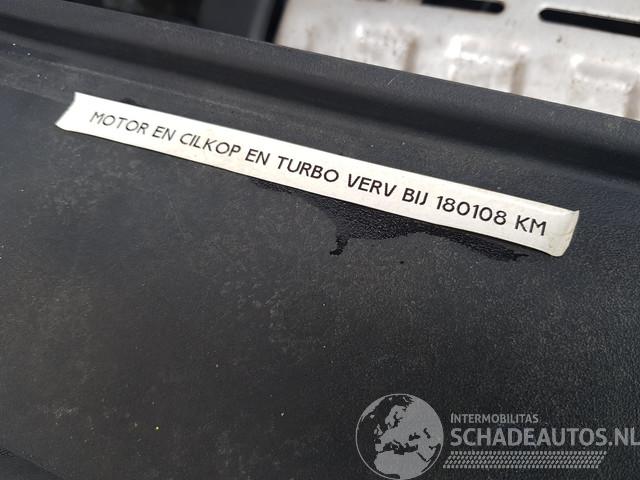 MOTOR EN CILKOP EN TURBO VERV BIJ 180108 KM
INTERMOBILITAS
SCHADEAUTOS.NL